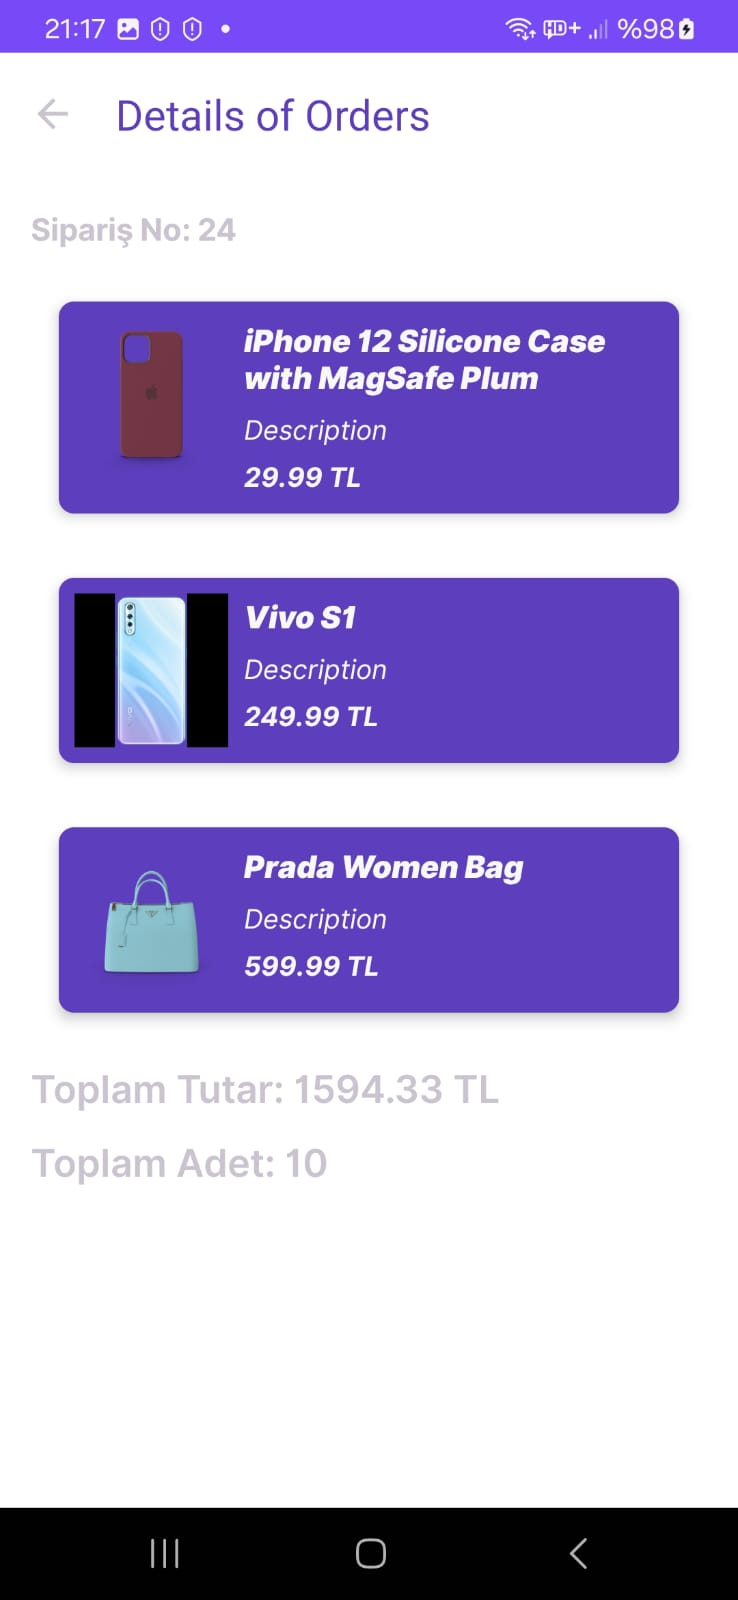 21:17 %98
Details of Orders
Sipariş No: 24
iPhone 12 Silicone Case
with MagSafe Plum
Description
29.99 TL
Vivo S1
Description
249.99 TL
Prada Women Bag
Description
599.99 TL
Toplam Tutar: 1594.33 TL
Toplam Adet: 10